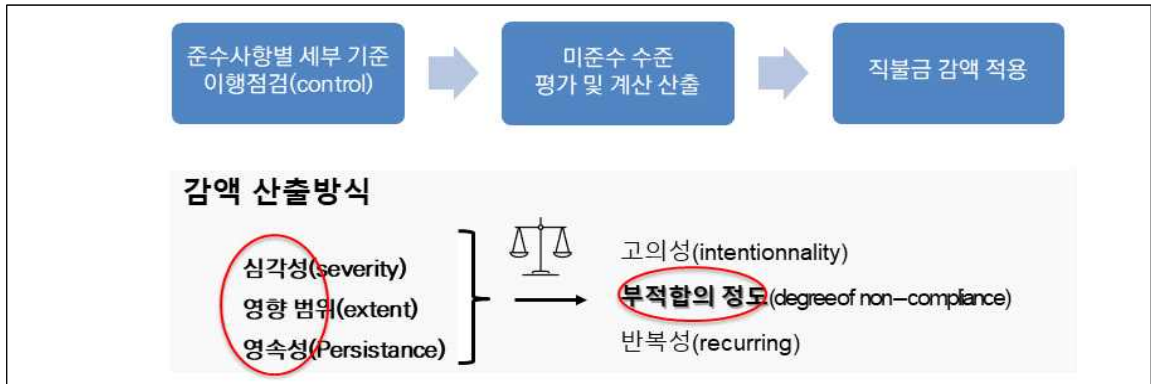 준수사항별 세부 기준
이행점검(control)
미준수 수준
평가 및 계산 산출
직불금 감액 적용
감액 산출방식
심각성(severity)
영향 범위(extent)
영속성(Persistance)
고의성(intentionnality)
부적합의 정도(degree of non-compliance)
반복성(recurring)